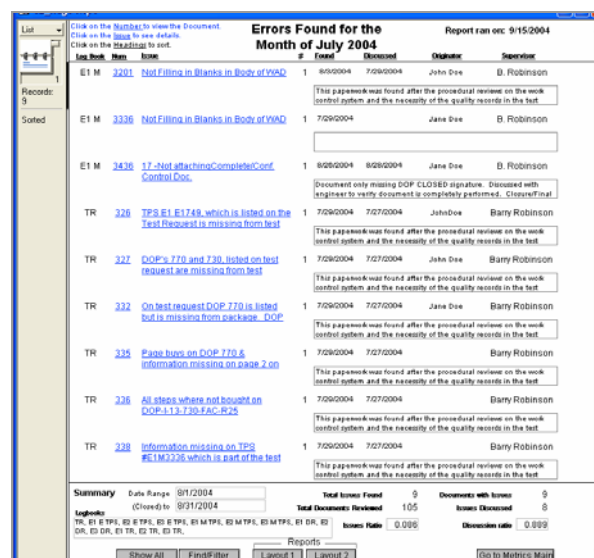 List
1
Records:
9
Sorted
Click on the Number to view the Document.
Click on the Issue to see details.
Click on the Headings to sort.
Errors Found for the
Month of July 2004
Report ran on: 9/15/2004
Log Book Num Issue # Found Discussed Originator Supervisor
E1 M 3201 Not Filling in Blanks in Body of WAD 1 8/3/2004 7/29/2004 John Doe B. Robinson
This paperwork was found after the procedural reviews on the work
control system and the necessity of the quality records in the test
E1 M 3336 Not Filling in Blanks in Body of WAD 1 7/29/2004 Jane Doe B. Robinson
E1 M 3436 17 -Not attachingComplete/Conf. 1 8/26/2004 8/28/2004 Jane Doe B. Robinson
Control Doc.
Document only missing DOP CLOSED signature. Discussed with
engineer to verify document is completely performed. Closure/Final
TR 326 TPS E1 E1749, which is listed on the 1 7/29/2004 7/27/2004 JohnDoe Barry Robinson
Test Request is missing from test
This paperwork was found after the procedural reviews on the work
control system and the necessity of the quality records in the test
TR 327 DOP's 770 and 730, listed on test 1 7/29/2004 7/27/2004 John Doe Barry Robinson
request are missing from test
This paperwork was found after the procedural reviews on the work
control system and the necessity of the quality records in the test
TR 332 On test request DOP 770 is listed 1 7/29/2004 7/27/2004 Jane Doe Barry Robinson
but is missing from package. DOP
This paperwork was found after the procedural reviews on the work
control system and the necessity of the quality records in the test
TR 335 Page buys on DOP 770 & 1 7/29/2004 7/27/2004 Barry Robinson
information missing on page 2 on
This paperwork was found after the procedural reviews on the work
control system and the necessity of the quality records in the test
TR 336 All steps where not bought on 1 7/29/2004 7/27/2004 Barry Robinson
DOP-I-13-730-FAC-R25
This paperwork was found after the procedural reviews on the work
control system and the necessity of the quality records in the test
TR 338 Information missing on TPS 1 7/29/2004 7/27/2004 Barry Robinson
#E1M3336 which is part of the test
This paperwork was found after the procedural reviews on the work
control system and the necessity of the quality records in the test
Summary Date Range 8/1/2004 Total Issues Found 9 Documents with Issues 9
(Closed) to 8/31/2004 Total Documents Reviewed 105 Issues Discussed 8
Logbooks
TR, E1 E TPS, E2 E TPS, E3 E TPS, E1 M TPS, E2 M TPS, E3 M TPS, E1 DR, E2 Issues Ratio 0.086 Discussion ratio 0.889
DR, E3 DR, E1 TR, E2 TR, E3 TR,
Reports
Show All Find/Filter Layout 1 Layout 2 Go to Metrics Main